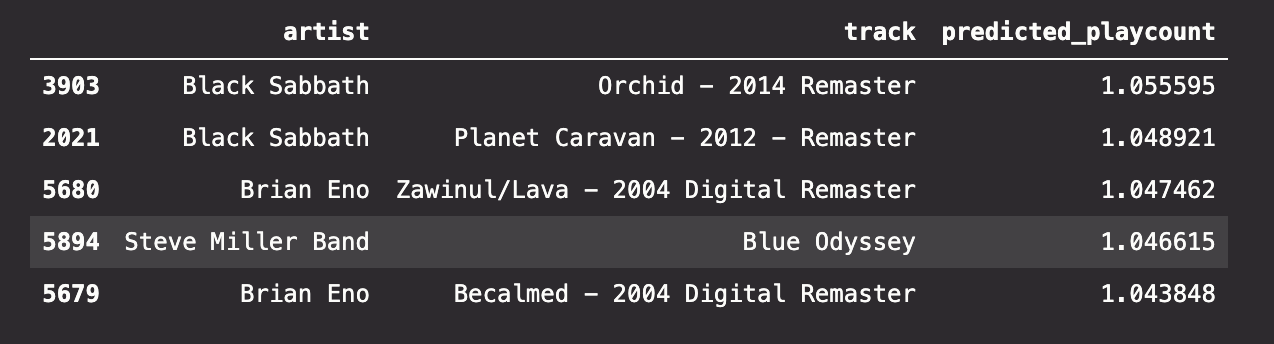 artist track predicted_playcount
3903 Black Sabbath Orchid – 2014 Remaster 1.055595
2021 Black Sabbath Planet Caravan – 2012 – Remaster 1.048921
5680 Brian Eno Zawinul/Lava – 2004 Digital Remaster 1.047462
5894 Steve Miller Band Blue Odyssey 1.046615
5679 Brian Eno Becalmed – 2004 Digital Remaster 1.043848